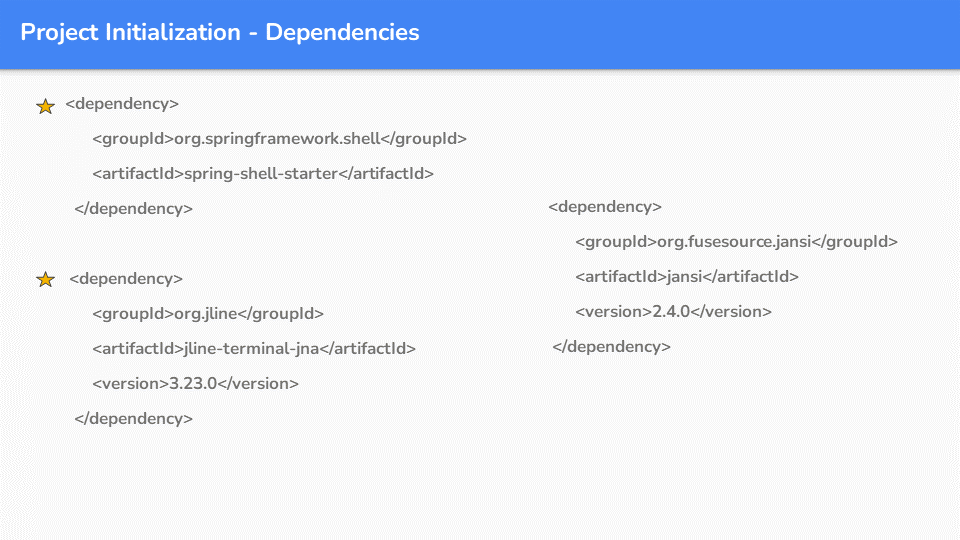 Project Initialization - Dependencies
<dependency>
<groupId>org.springframework.shell</groupId>
<artifactId>spring-shell-starter</artifactId>
</dependency>
<dependency>
<groupId>org.jline</groupId>
<artifactId>jline-terminal-jna</artifactId>
<version>3.23.0</version>
</dependency>
<dependency>
<groupId>org.fusesource.jansi</groupId>
<artifactId>jansi</artifactId>
<version>2.4.0</version>
</dependency>